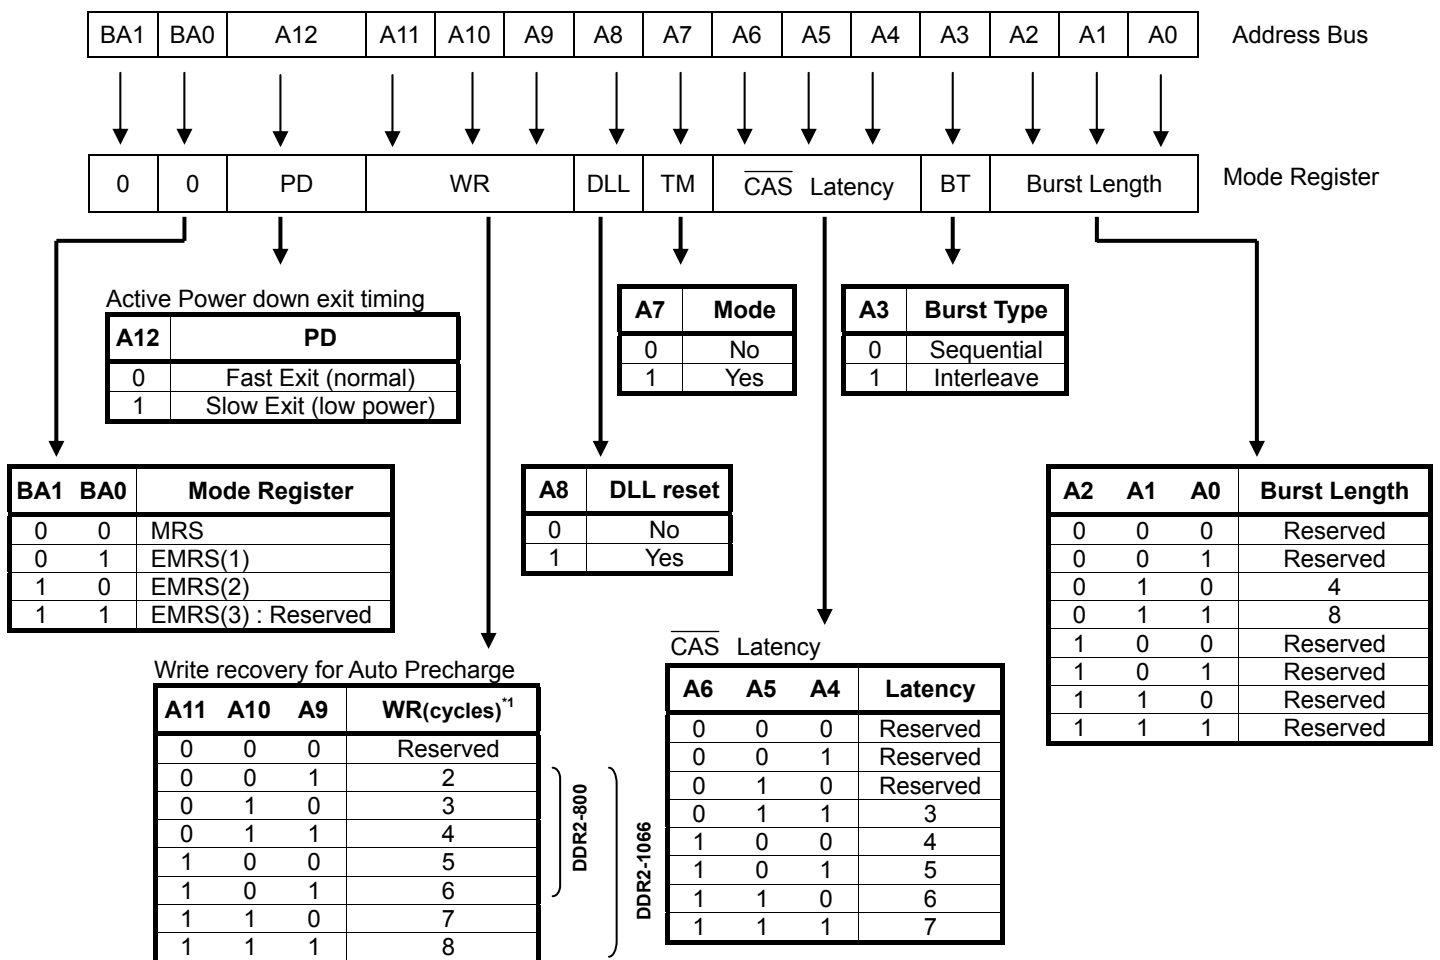 BA1 BA0 A12 A11 A10 A9 A8 A7 A6 A5 A4 A3 A2 A1 A0 Address Bus
0 0 PD WR DLL TM CAS Latency BT Burst Length Mode Register
Active Power down exit timing
A12 PD
0 Fast Exit (normal)
1 Slow Exit (low power)
A7 Mode
0 No
1 Yes
A3 Burst Type
0 Sequential
1 Interleave
BA1 BA0 Mode Register
0 0 MRS
0 1 EMRS(1)
1 0 EMRS(2)
1 1 EMRS(3) : Reserved
A8 DLL reset
0 No
1 Yes
A2 A1 A0 Burst Length
0 0 0 Reserved
0 0 1 Reserved
0 1 0 4
0 1 1 8
1 0 0 Reserved
1 0 1 Reserved
1 1 0 Reserved
1 1 1 Reserved
Write recovery for Auto Precharge
A11 A10 A9 WR(cycles)*1
0 0 0 Reserved
0 0 1 2
0 1 0 3
0 1 1 4
1 0 0 5
1 0 1 6
1 1 0 7
1 1 1 8
DDR2-800
DDR2-1066
CAS Latency
A6 A5 A4 Latency
0 0 0 Reserved
0 0 1 Reserved
0 1 0 Reserved
0 1 1 3
1 0 0 4
1 0 1 5
1 1 0 6
1 1 1 7